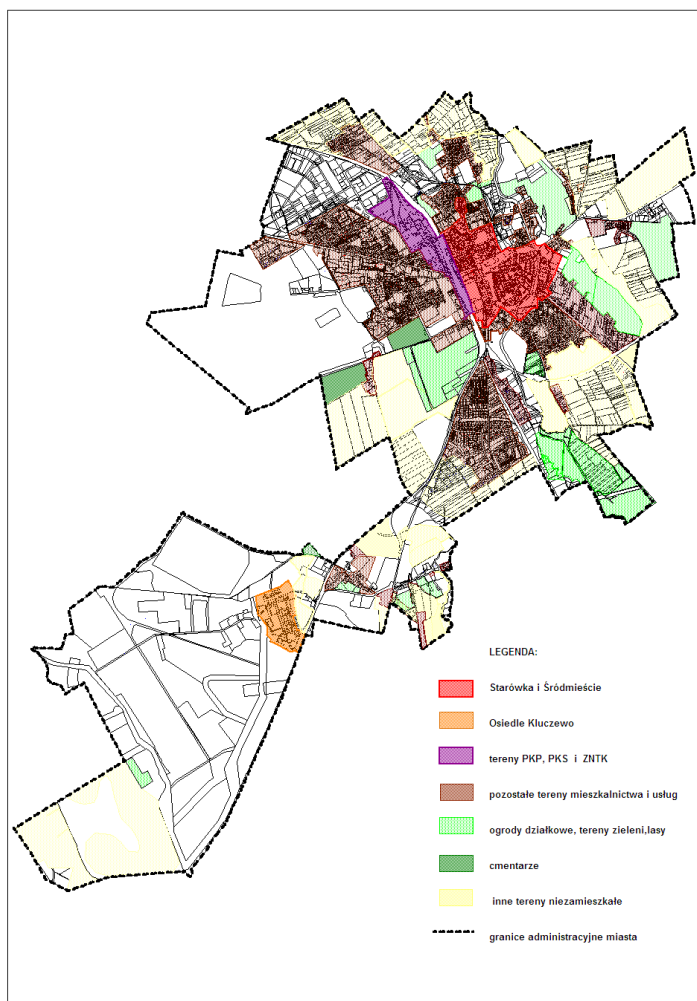 LEGENDA:
Starówka i Śródmieście
Osiedle Kluczewo
tereny PKP, PKS i ZNTK
pozostałe tereny mieszkalnictwa i usług
ogrody działkowe, tereny zieleni,lasy
cmentarze
inne tereny niezamieszkałe
granice administracyjne miasta